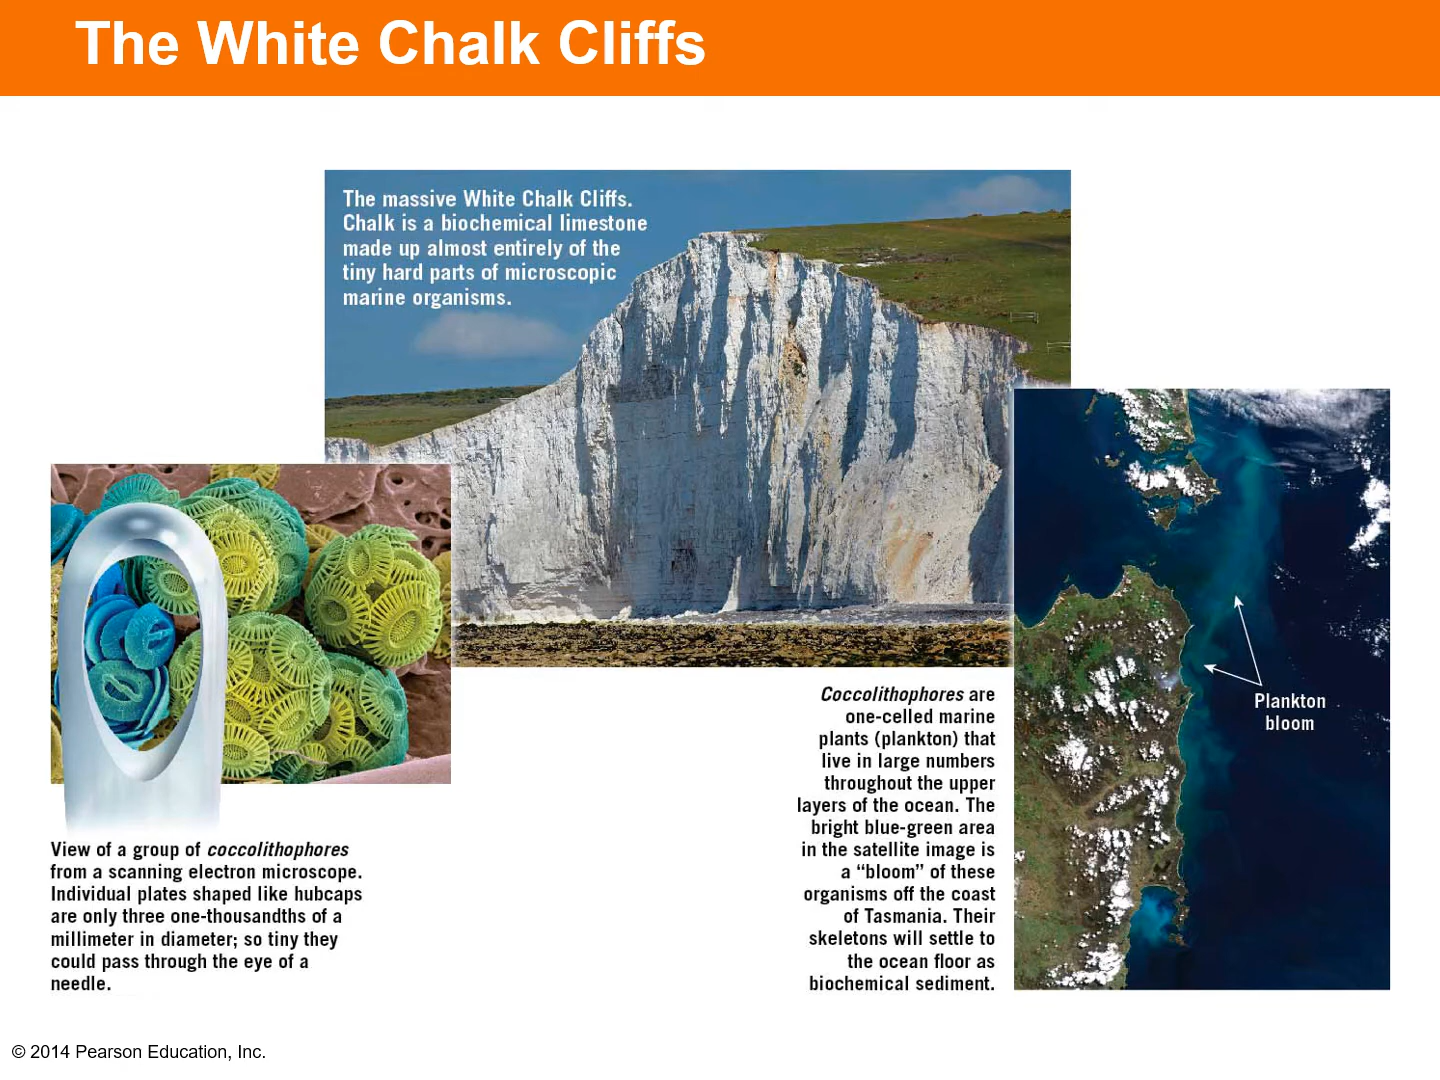 The White Chalk Cliffs
The massive White Chalk Cliffs.
Chalk is a biochemical limestone
made up almost entirely of the
tiny hard parts of microscopic
marine organisms.
Coccolithophores are
one-celled marine
plants (plankton) that
live in large numbers
throughout the upper
layers of the ocean. The
bright blue-green area
in the satellite image is
a “bloom” of these
organisms off the coast
of Tasmania. Their
skeletons will settle to
the ocean floor as
biochemical sediment.
Plankton
bloom
View of a group of coccolithophores
from a scanning electron microscope.
Individual plates shaped like hubcaps
are only three one-thousandths of a
millimeter in diameter; so tiny they
could pass through the eye of a
needle.
© 2014 Pearson Education, Inc.